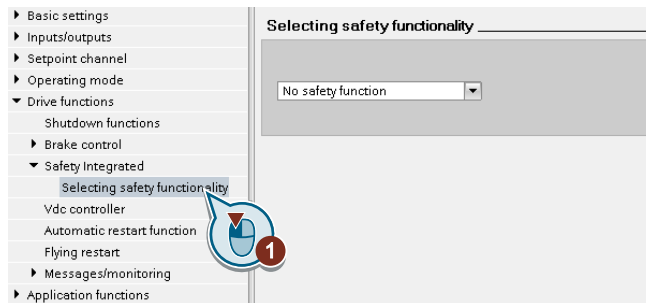 Basic settings
Inputs/outputs
Setpoint channel
Operating mode
Drive functions
Shutdown functions
Brake control
Safety Integrated
Selecting safety functionality
Vdc controller
Automatic restart function
Flying restart
Messages/monitoring
Application functions
Selecting safety functionality
No safety function
1